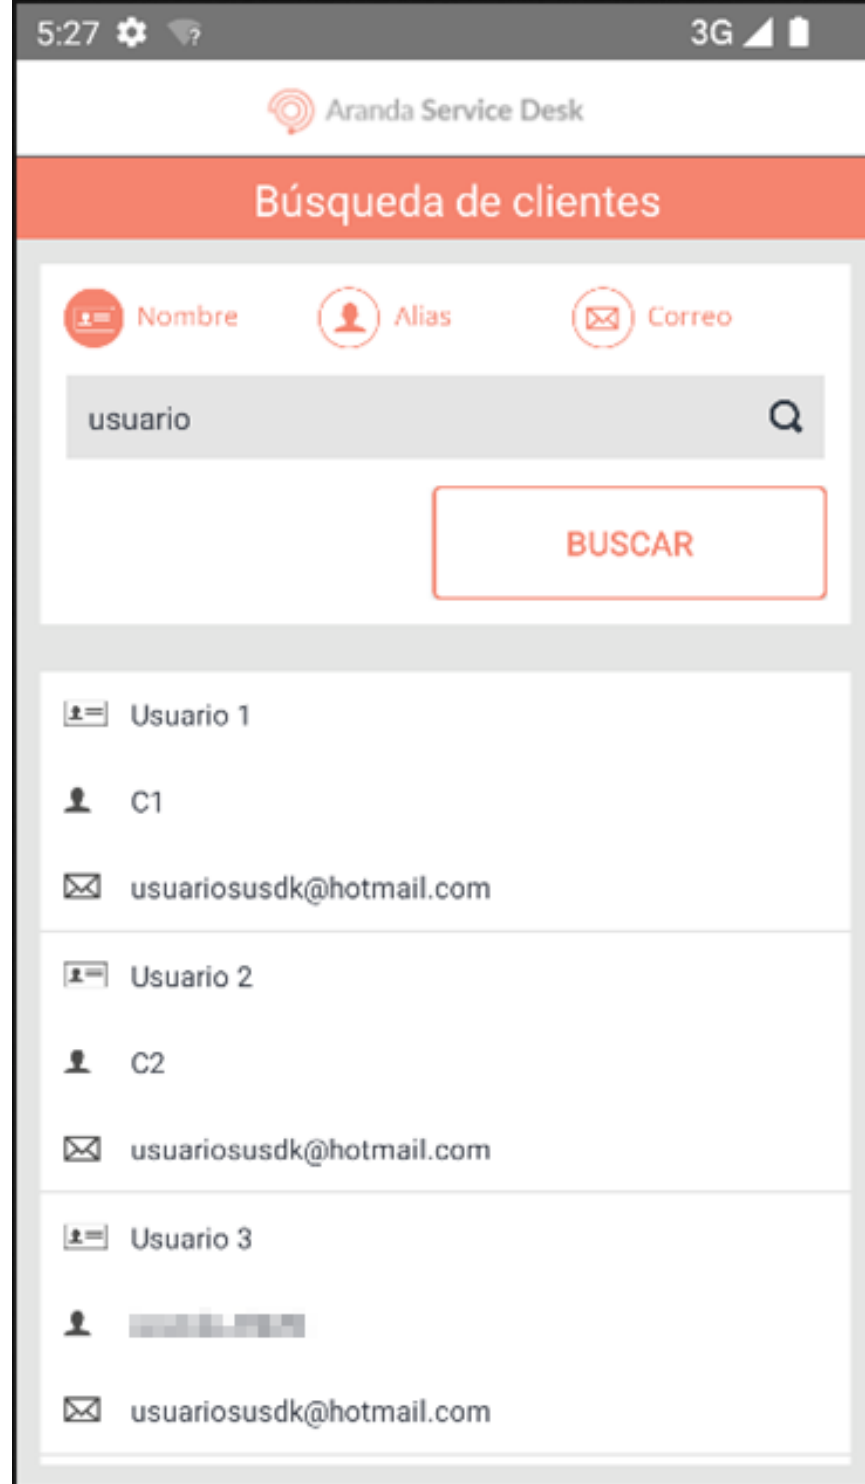 5:27 3G
Aranda Service Desk
Búsqueda de clientes
Nombre Alias Correo
usuario
BUSCAR
Usuario 1
C1
usuariosusdk@hotmail.com
Usuario 2
C2
usuariosusdk@hotmail.com
Usuario 3
usuariosusdk@hotmail.com